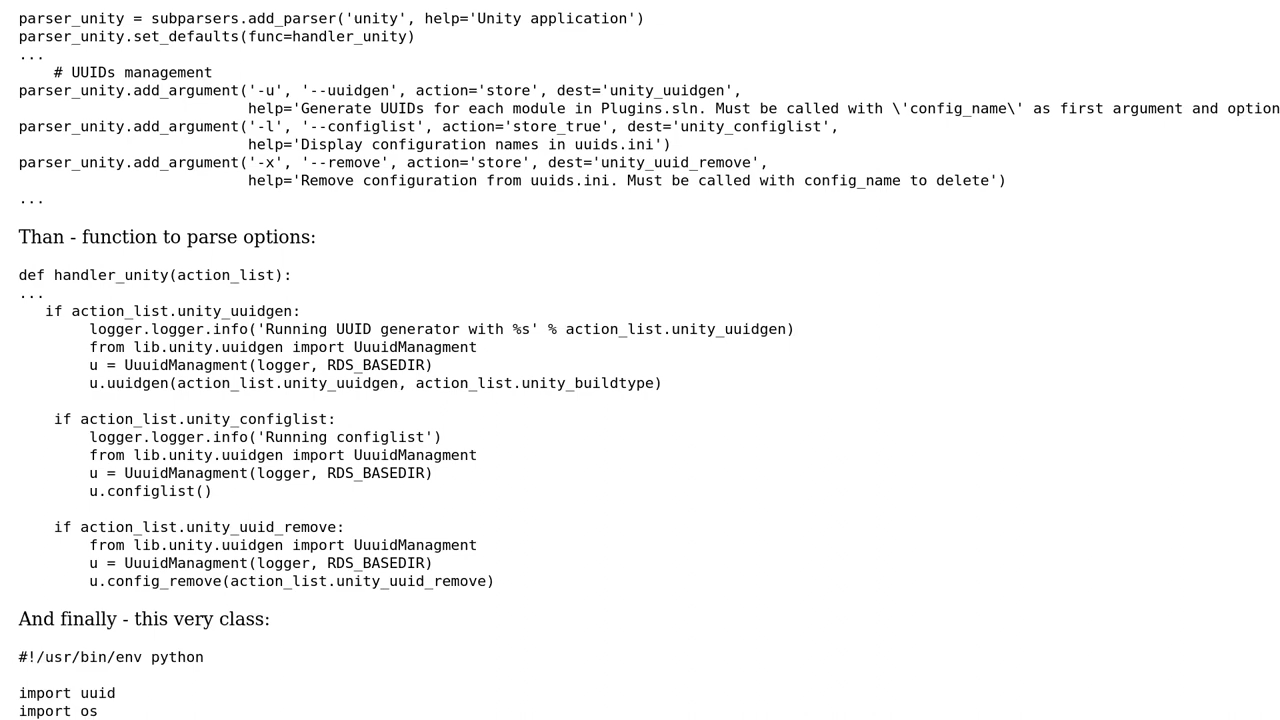 parser_unity = subparsers.add_parser('unity', help='Unity application')
parser_unity.set_defaults(func=handler_unity)
...
    # UUIDs management
parser_unity.add_argument('-u', '--uuidgen', action='store', dest='unity_uuidgen',
                          help='Generate UUIDs for each module in Plugins.sln. Must be called with \'config_name\' as first argument and option
parser_unity.add_argument('-l', '--configlist', action='store_true', dest='unity_configlist',
                          help='Display configuration names in uuids.ini')
parser_unity.add_argument('-x', '--remove', action='store', dest='unity_uuid_remove',
                          help='Remove configuration from uuids.ini. Must be called with config_name to delete')
...
Than - function to parse options:
def handler_unity(action_list):
...
   if action_list.unity_uuidgen:
        logger.logger.info('Running UUID generator with %s' % action_list.unity_uuidgen)
        from lib.unity.uuidgen import UuuidManagment
        u = UuuidManagment(logger, RDS_BASEDIR)
        u.uuidgen(action_list.unity_uuidgen, action_list.unity_buildtype)

    if action_list.unity_configlist:
        logger.logger.info('Running configlist')
        from lib.unity.uuidgen import UuuidManagment
        u = UuuidManagment(logger, RDS_BASEDIR)
        u.configlist()

    if action_list.unity_uuid_remove:
        from lib.unity.uuidgen import UuuidManagment
        u = UuuidManagment(logger, RDS_BASEDIR)
        u.config_remove(action_list.unity_uuid_remove)
And finally - this very class:
#!/usr/bin/env python

import uuid
import os